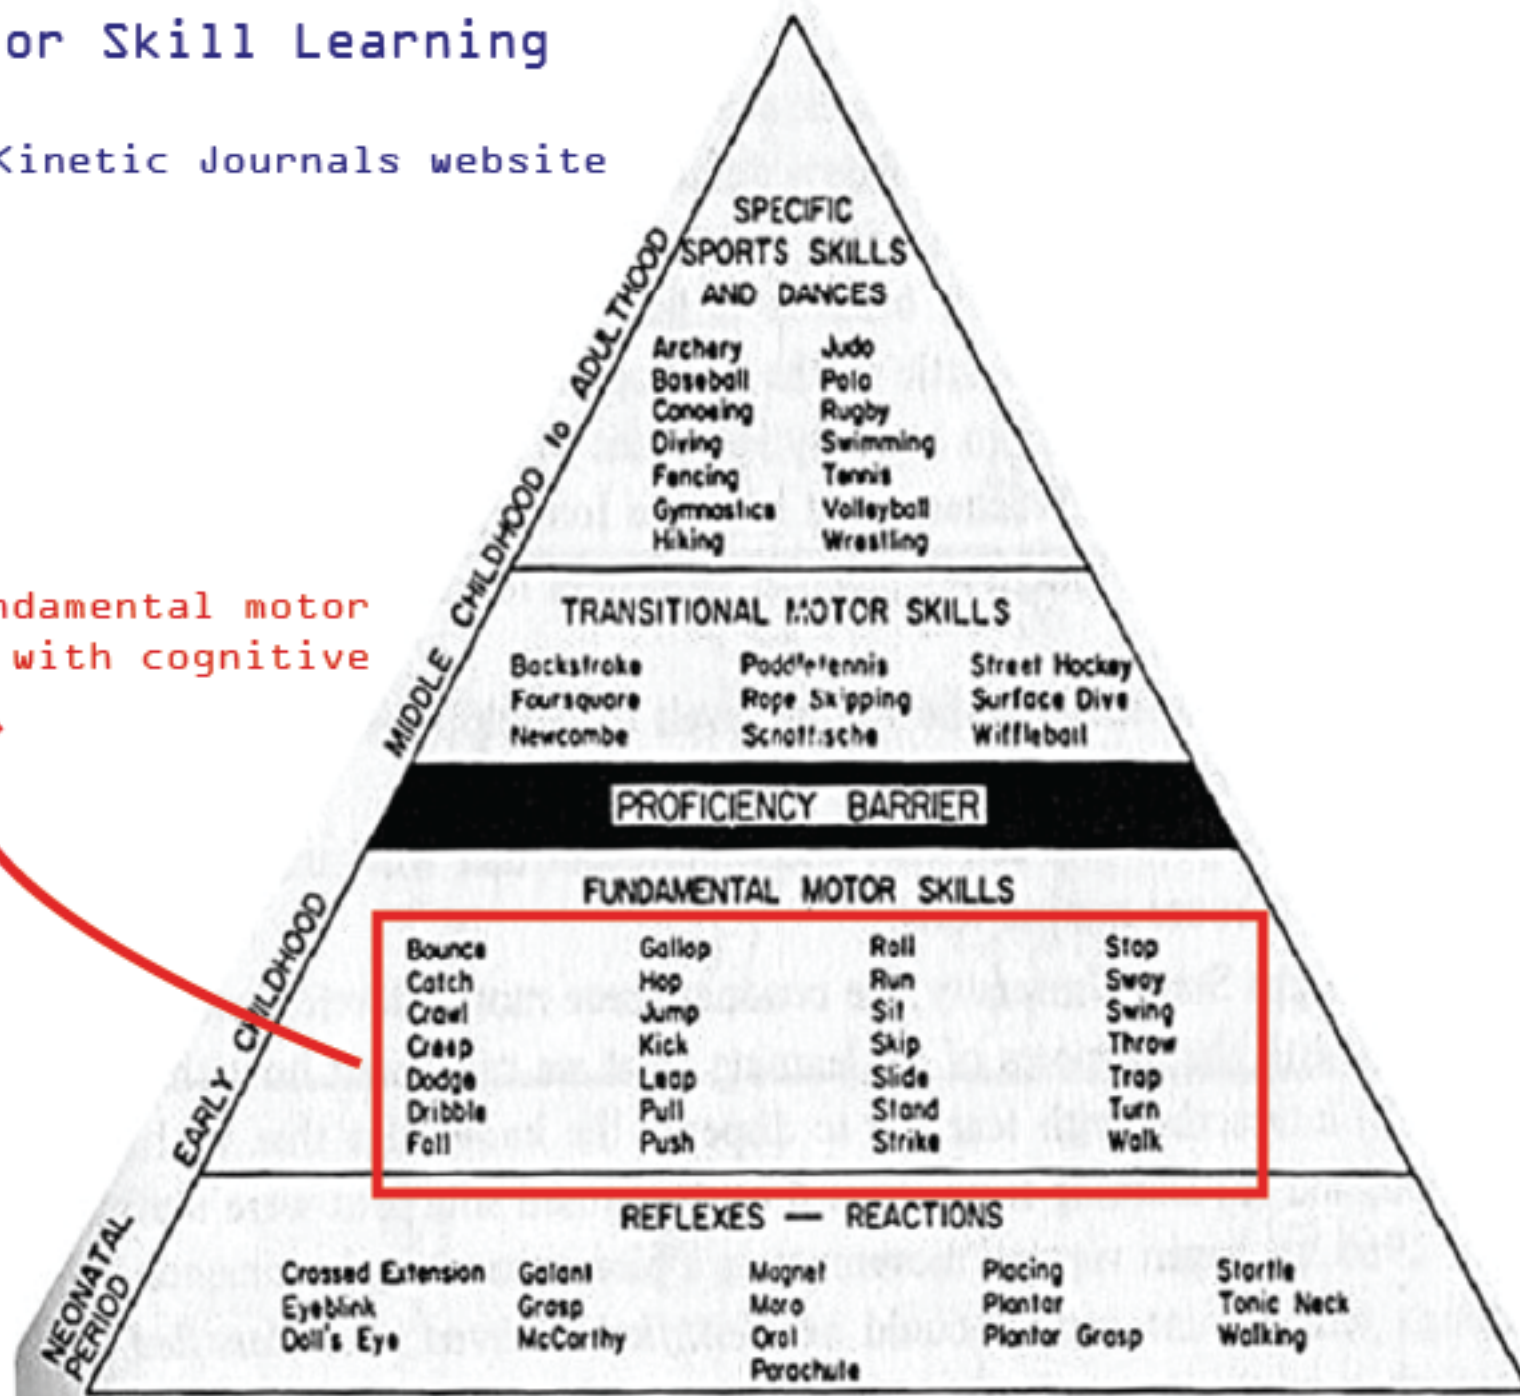 or Skill Learning
Kinetic Journals website
SPECIFIC
SPORTS SKILLS
AND DANCES
Archery Judo
Baseball Polo
Canoeing Rugby
Diving Swimming
Fencing Tennis
Gymnastics Volleyball
Hiking Wrestling
MIDDLE CHILDHOOD to ADULTHOOD
ndamental motor
with cognitive
TRANSITIONAL MOTOR SKILLS
Backstroke Paddletennis Street Hockey
Foursquare Rope Skipping Surface Dive
Newcombe Schottische Wiffleball
PROFICIENCY BARRIER
FUNDAMENTAL MOTOR SKILLS
Bounce Gallop Roll Stop
Catch Hop Run Sway
Crawl Jump Sit Swing
Creep Kick Skip Throw
Dodge Leap Slide Trap
Dribble Pull Stand Turn
Fall Push Strike Walk
EARLY CHILDHOOD
REFLEXES — REACTIONS
Crossed Extension Galant Magnet Placing Startle
Eyeblink Grasp Moro Plantar Tonic Neck
Doll's Eye McCarthy Oral Plantar Grasp Walking
Parachute
NEONATAL
PERIOD